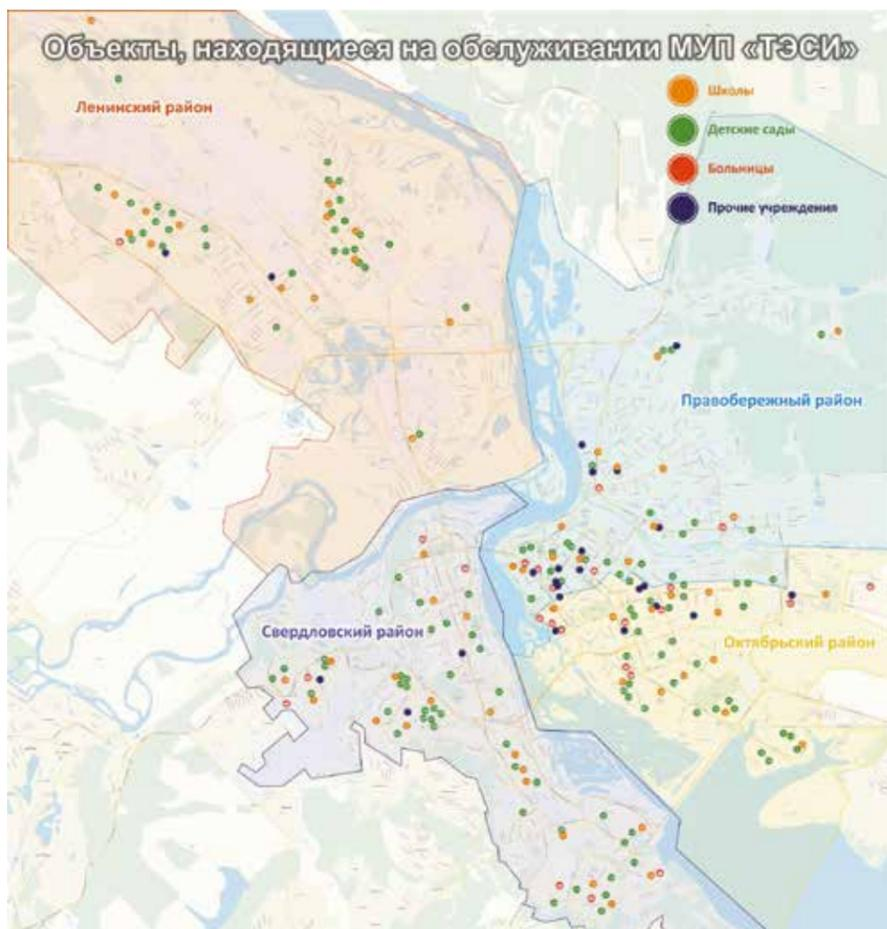 Объекты, находящиеся на обслуживании МУП «ТЭСИ»
Школы
Детские сады
Больницы
Прочие учреждения
Ленинский район
Правобережный район
Свердловский район
Октябрьский район